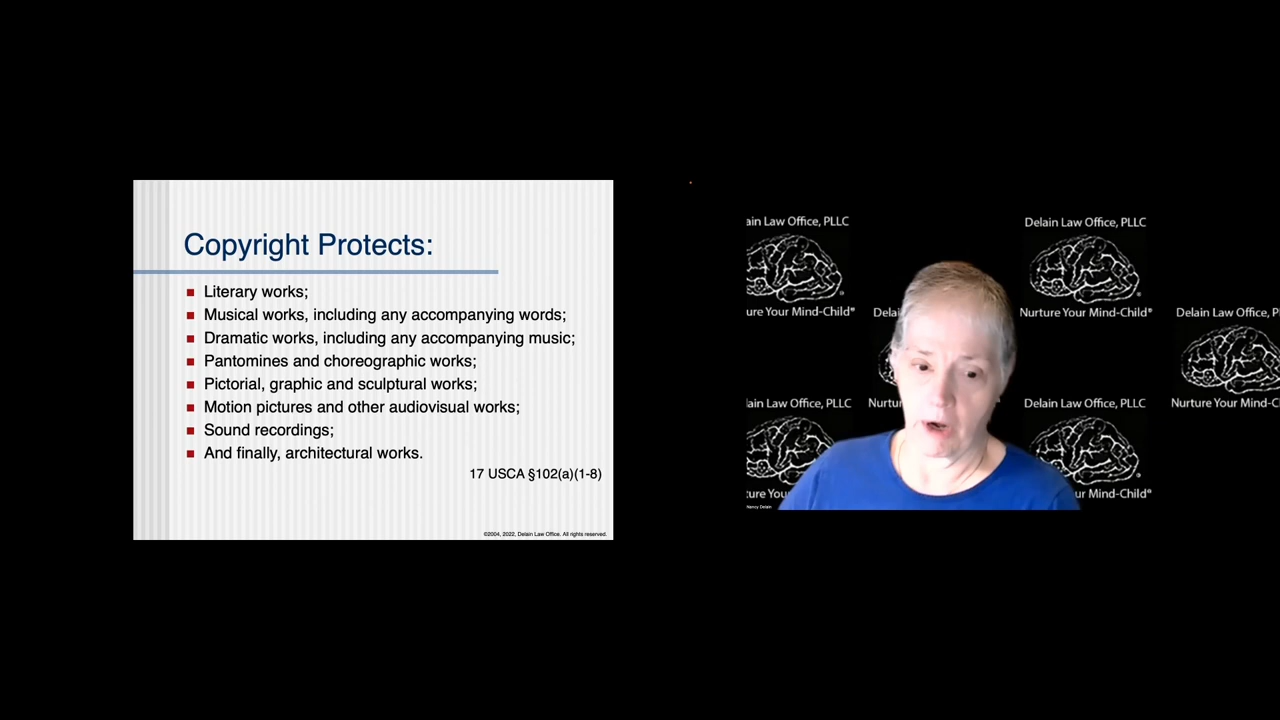 Copyright Protects:
Literary works;
Musical works, including any accompanying words;
Dramatic works, including any accompanying music;
Pantomines and choreographic works;
Pictorial, graphic and sculptural works;
Motion pictures and other audiovisual works;
Sound recordings;
And finally, architectural works.
17 USCA §102(a)(1-8)
©2004, 2022, Delain Law Office. All rights reserved.
ain Law Office, PLLC
Delain Law Office, PLLC
ure Your Mind-Child®
Delai
Nurture Your Mind-Child®
Delain Law Office, P
lain Law Office, PLLC
Nurtu
Delain Law Office, PLLC
Nurture Your Mind-C
ture You
ur Mind-Child®
Nancy Delain